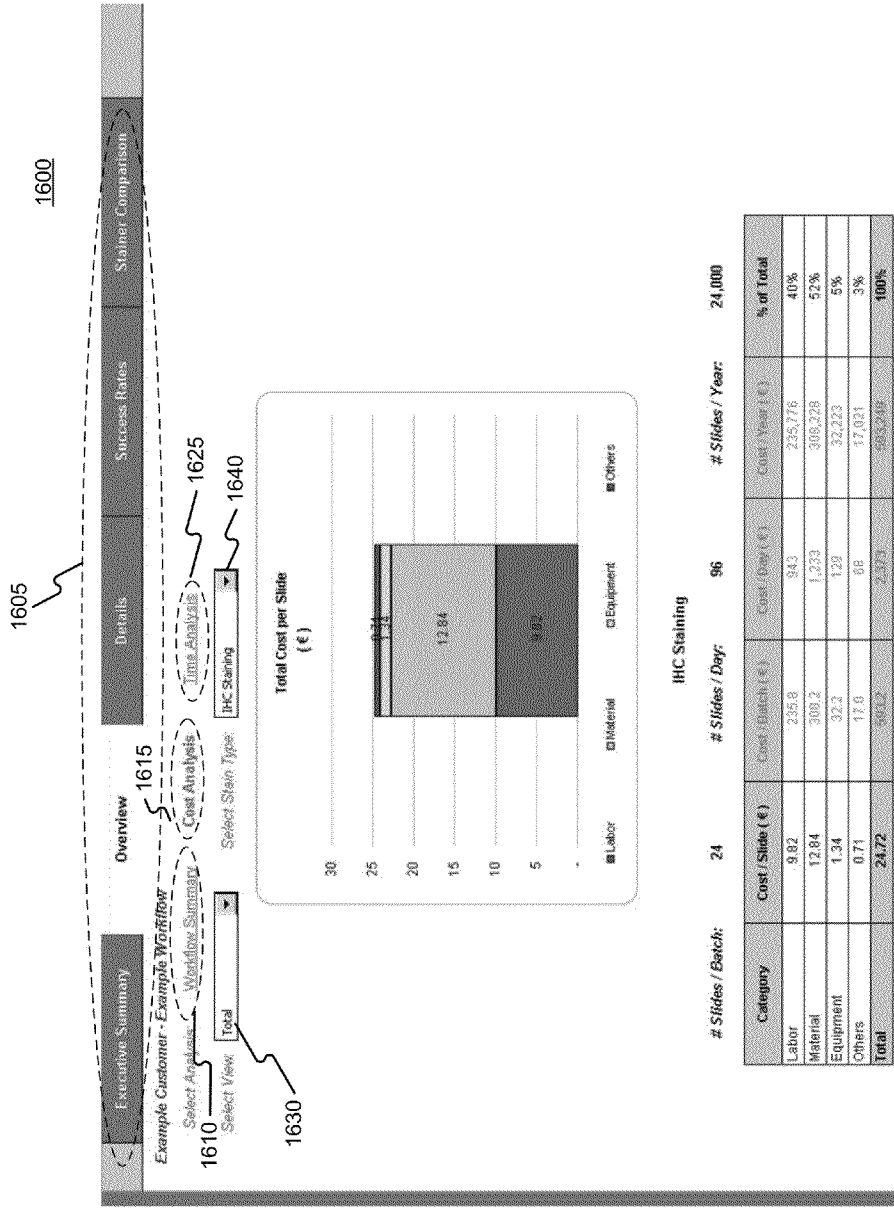 1600
1605
Executive Summary Overview Details Success Rates Stainer Comparison
Example Customer - Example Workflow
1615
Select Analysis: Workflow Summary Cost Analysis Time Analysis
1625
1610
Select View: Total Select Stain Type: IHC Staining
1640
1630
Total Cost per Slide
( € )
30
25
20
15
10
5
-
0.71
1.34
12.84
9.82
Labor Material Equipment Others
IHC Staining
# Slides / Batch: 24 # Slides / Day: 96 # Slides / Year: 24,000
Category Cost / Slide ( € ) Cost / Batch ( € ) Cost / Day ( € ) Cost / Year ( € ) % of Total
Labor 9.82 235.8 943 235,776 40%
Material 12.84 308.2 1,233 308,228 52%
Equipment 1.34 32.2 129 32,223 5%
Others 0.71 17.0 68 17,021 3%
Total 24.72 593.2 2,373 593,249 100%